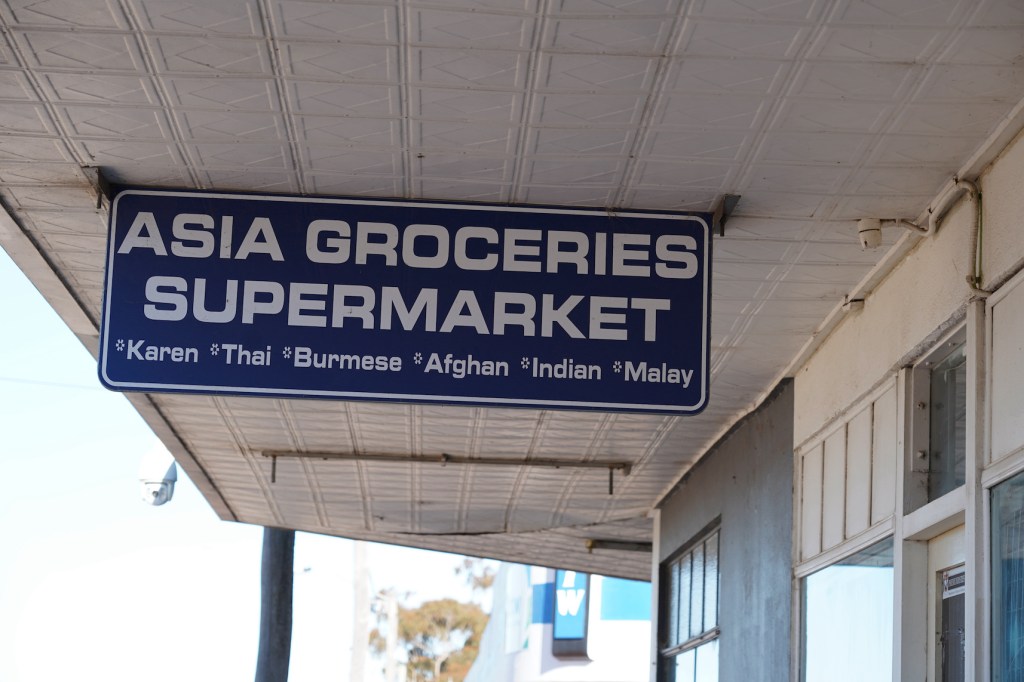 ASIA GROCERIES
SUPERMARKET
*Karen *Thai *Burmese *Afghan *Indian *Malay
W